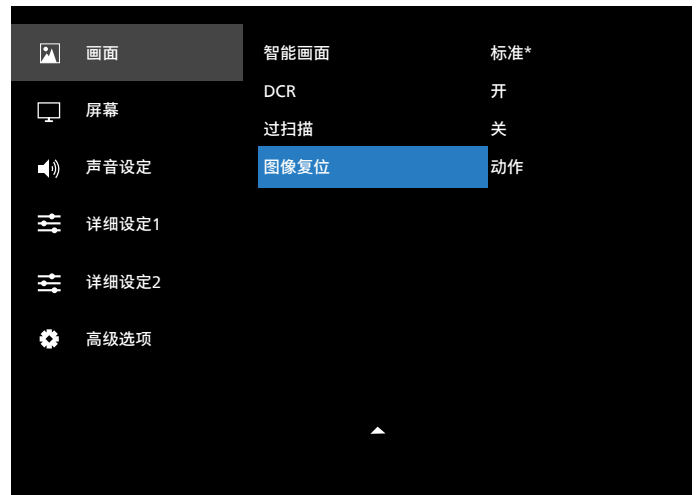 画面
智能画面 标准*
DCR 开
屏幕
过扫描 关
声音设定
图像复位 动作
详细设定1
详细设定2
高级选项